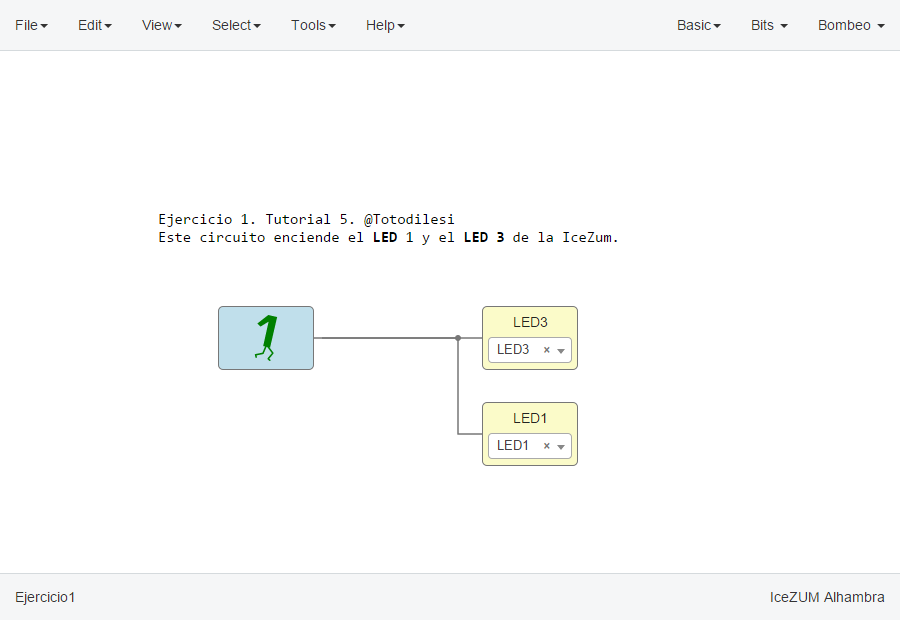 File Edit View Select Tools Help Basic Bits Bombeo
Ejercicio 1. Tutorial 5. @Totodilesi
Este circuito enciende el LED 1 y el LED 3 de la IceZum.
1
LED3
LED3 ×
LED1
LED1 ×
Ejercicio1 IceZUM Alhambra